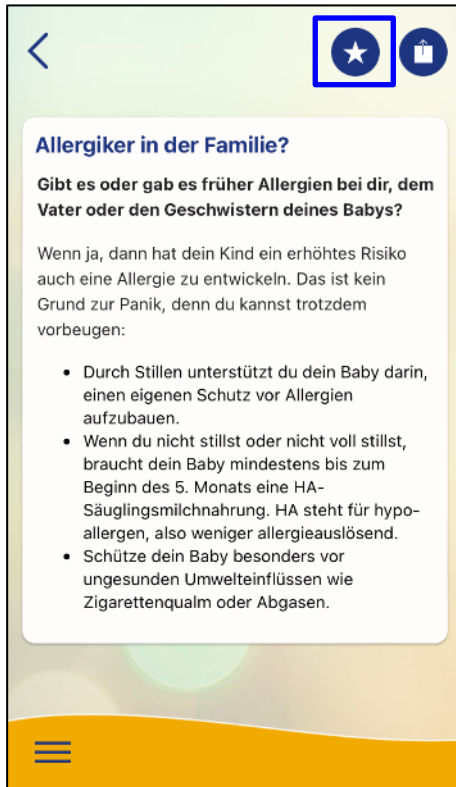 Allergiker in der Familie?
Gibt es oder gab es früher Allergien bei dir, dem
Vater oder den Geschwistern deines Babys?
Wenn ja, dann hat dein Kind ein erhöhtes Risiko
auch eine Allergie zu entwickeln. Das ist kein
Grund zur Panik, denn du kannst trotzdem
vorbeugen:
• Durch Stillen unterstützt du dein Baby darin,
einen eigenen Schutz vor Allergien
aufzubauen.
• Wenn du nicht stillst oder nicht voll stillst,
braucht dein Baby mindestens bis zum
Beginn des 5. Monats eine HA-
Säuglingsmilchnahrung. HA steht für hypo-
allergen, also weniger allergieauslösend.
• Schütze dein Baby besonders vor
ungesunden Umwelteinflüssen wie
Zigarettenqualm oder Abgasen.